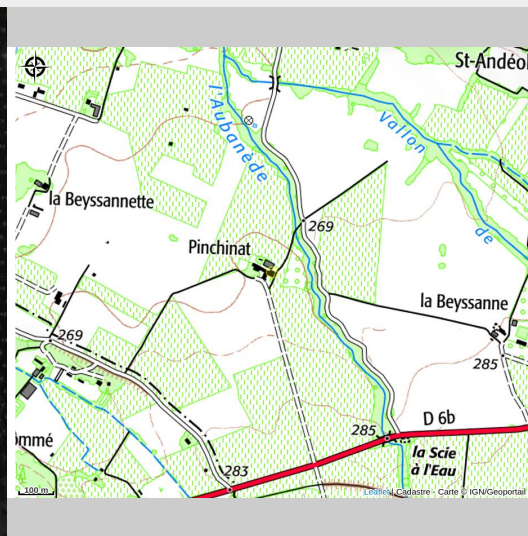 St-Andéol
l'Aubanède
Vallon
de
la Beyssannette
269
Pinchinat
la Beyssanne
269
285
D 6b
285
la Scie
à l'Eau
ommé
283
100 m
Leaflet | Cadastre - Carte © IGN/Geoportail